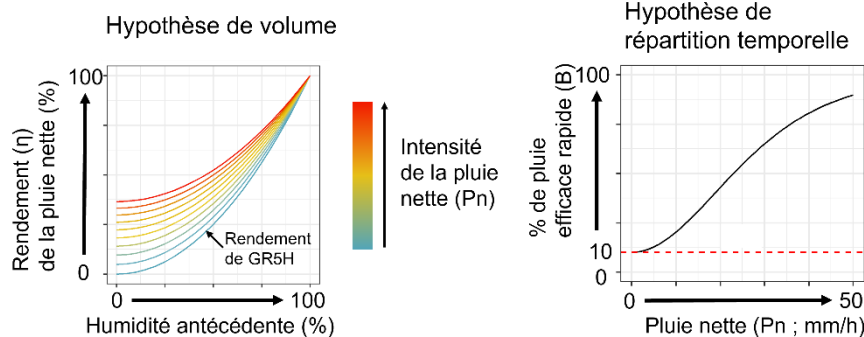 Hypothèse de volume
Rendement (η)
de la pluie nette (%)
100
0
0
100
Humidité antécédente (%)
Rendement
de GR5H
Intensité
de la pluie
nette (Pn)
Hypothèse de
répartition temporelle
% de pluie
efficace rapide (B)
100
10
0
0
50
Pluie nette (Pn ; mm/h)